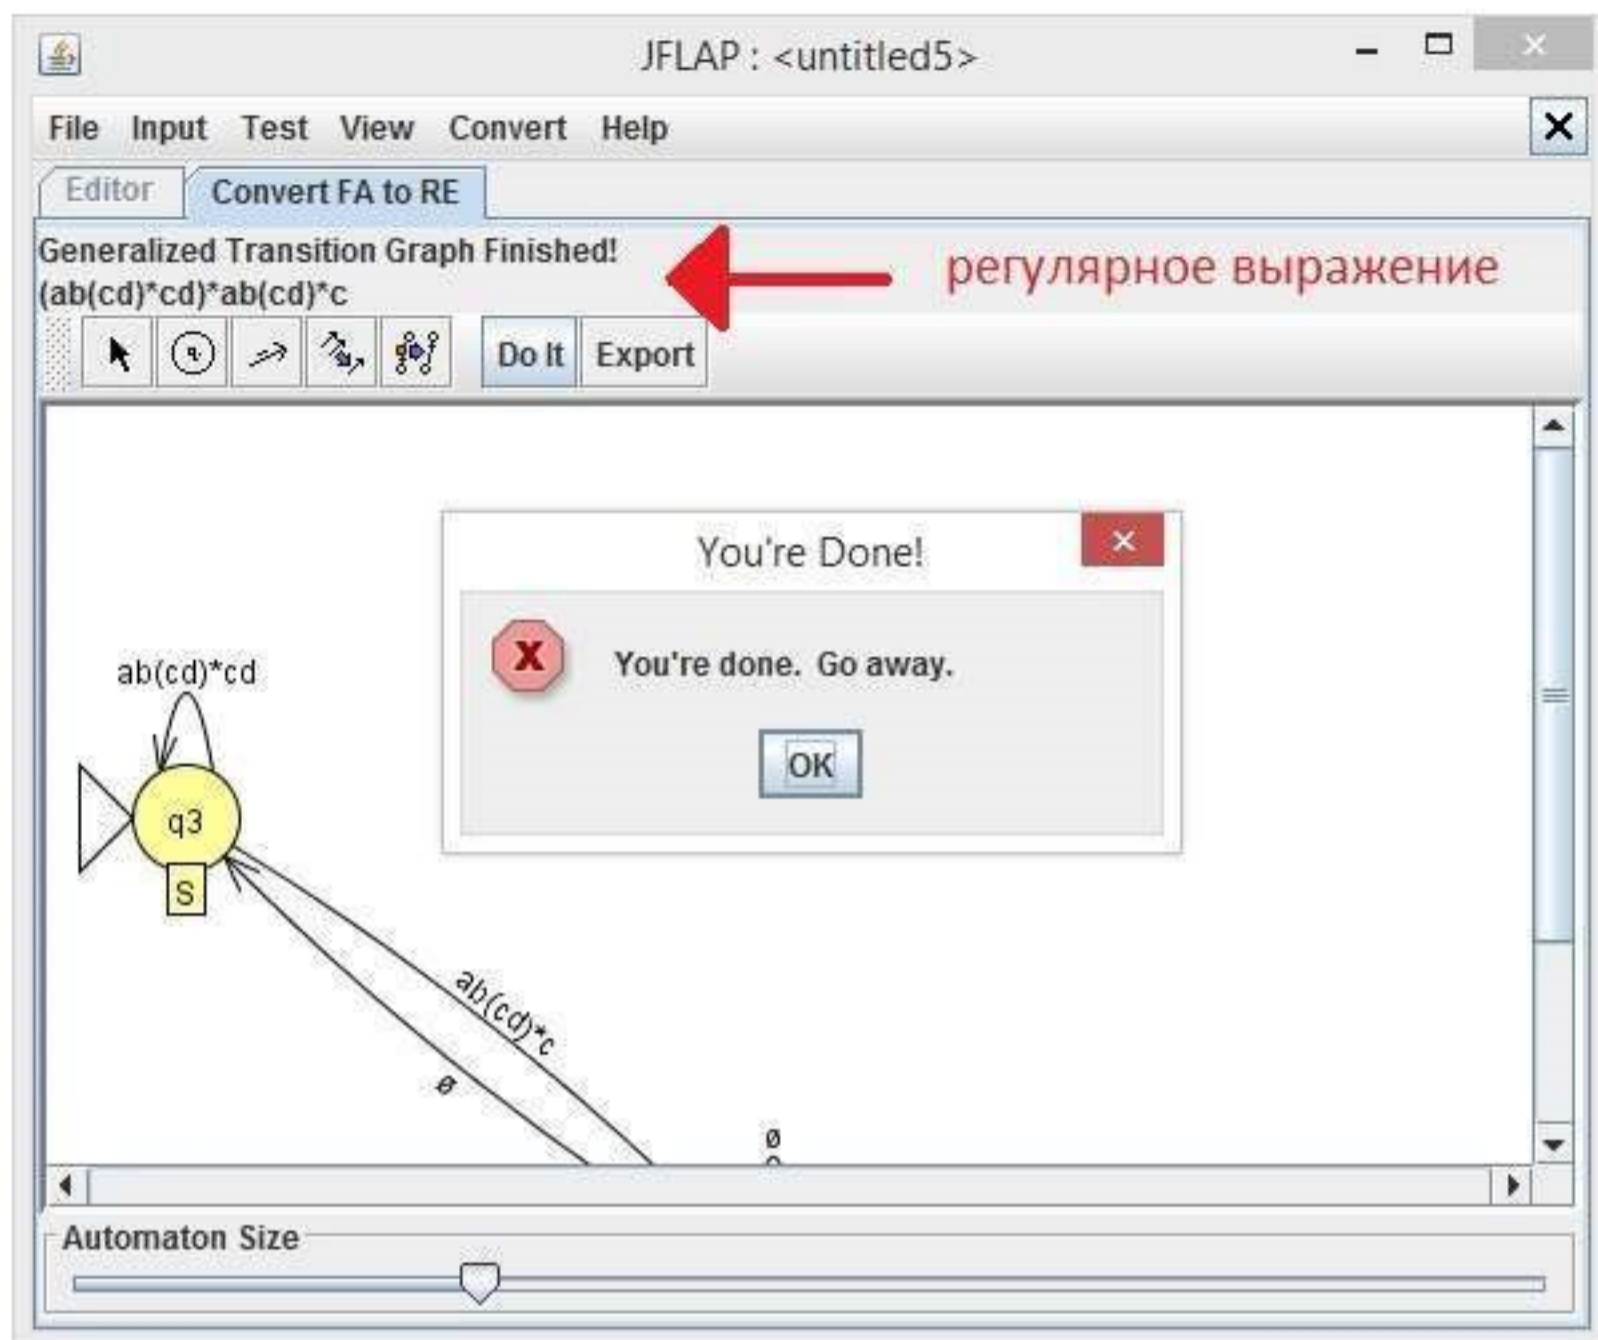 JFLAP : <untitled5>
File Input Test View Convert Help
Editor Convert FA to RE
Generalized Transition Graph Finished!
(ab(cd)*cd)*ab(cd)*c
регулярное выражение
Do It Export
You're Done!
You're done. Go away.
OK
ab(cd)*cd
q3
S
ab(cd)*c
ø
ø
Automaton Size